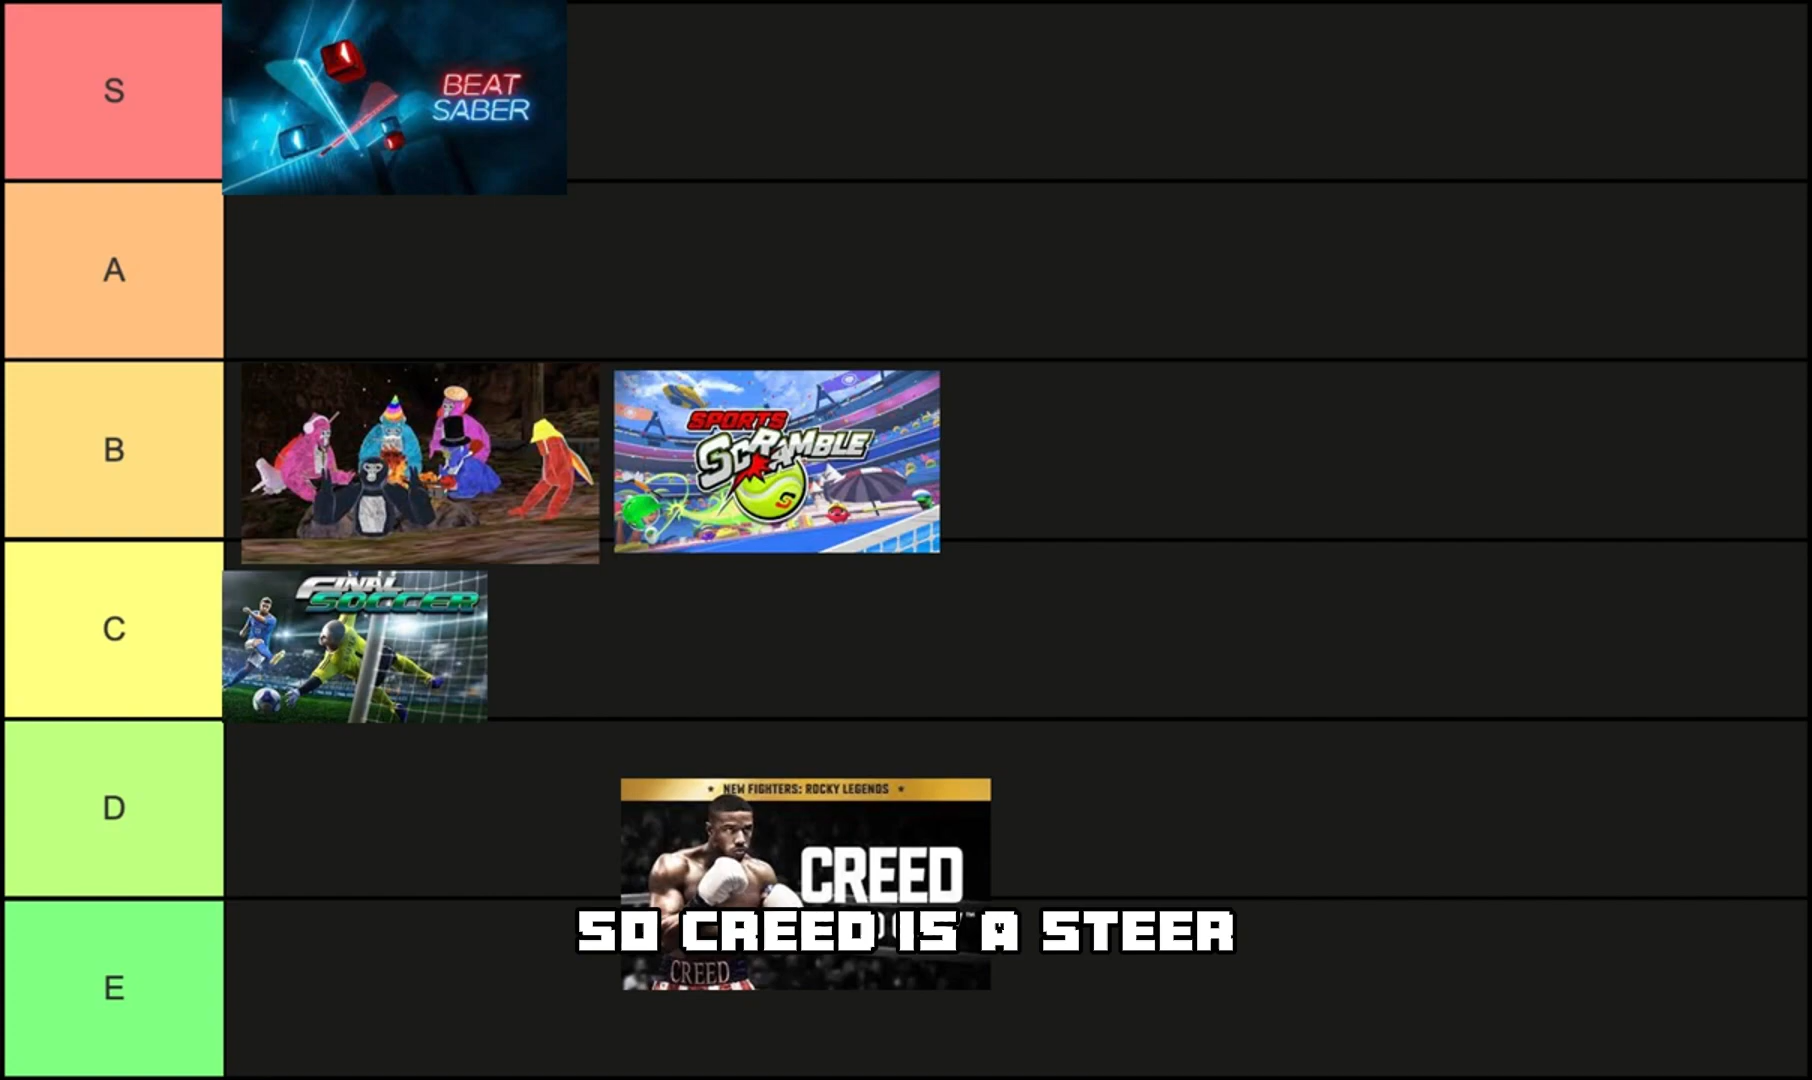 S
BEAT
SABER
A
B
SPORTS
SCRAMBLE
S
C
FINAL
SOCCER
D
NEW FIGHTERS: ROCKY LEGENDS
CREED
SO CREED IS A STEER
CREED
E